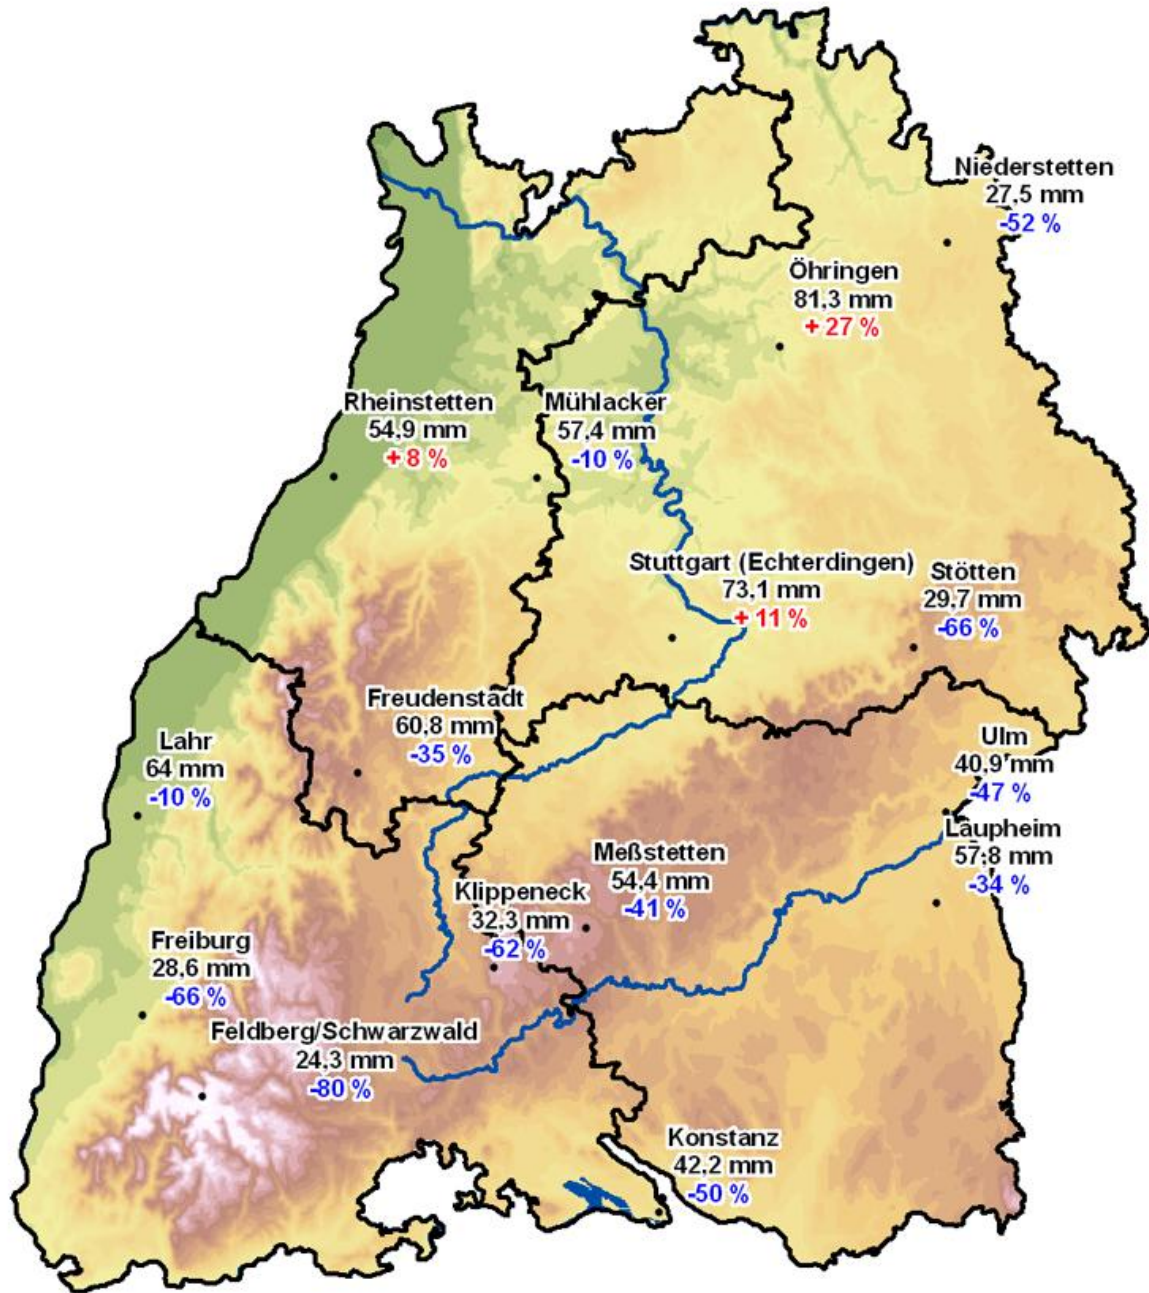 Niederstetten
27,5 mm
-52 %
Öhringen
81,3 mm
+ 27 %
Rheinstetten
54,9 mm
+ 8 %
Mühlacker
57,4 mm
-10 %
Stuttgart (Echterdingen)
73,1 mm
+ 11 %
Stötten
29,7 mm
-66 %
Freudenstadt
60,8 mm
-35 %
Lahr
64 mm
-10 %
Ulm
40,9 mm
-47 %
Laupheim
57,8 mm
-34 %
Meßstetten
54,4 mm
-41 %
Klippeneck
32,3 mm
-62 %
Freiburg
28,6 mm
-66 %
Feldberg/Schwarzwald
24,3 mm
-80 %
Konstanz
42,2 mm
-50 %